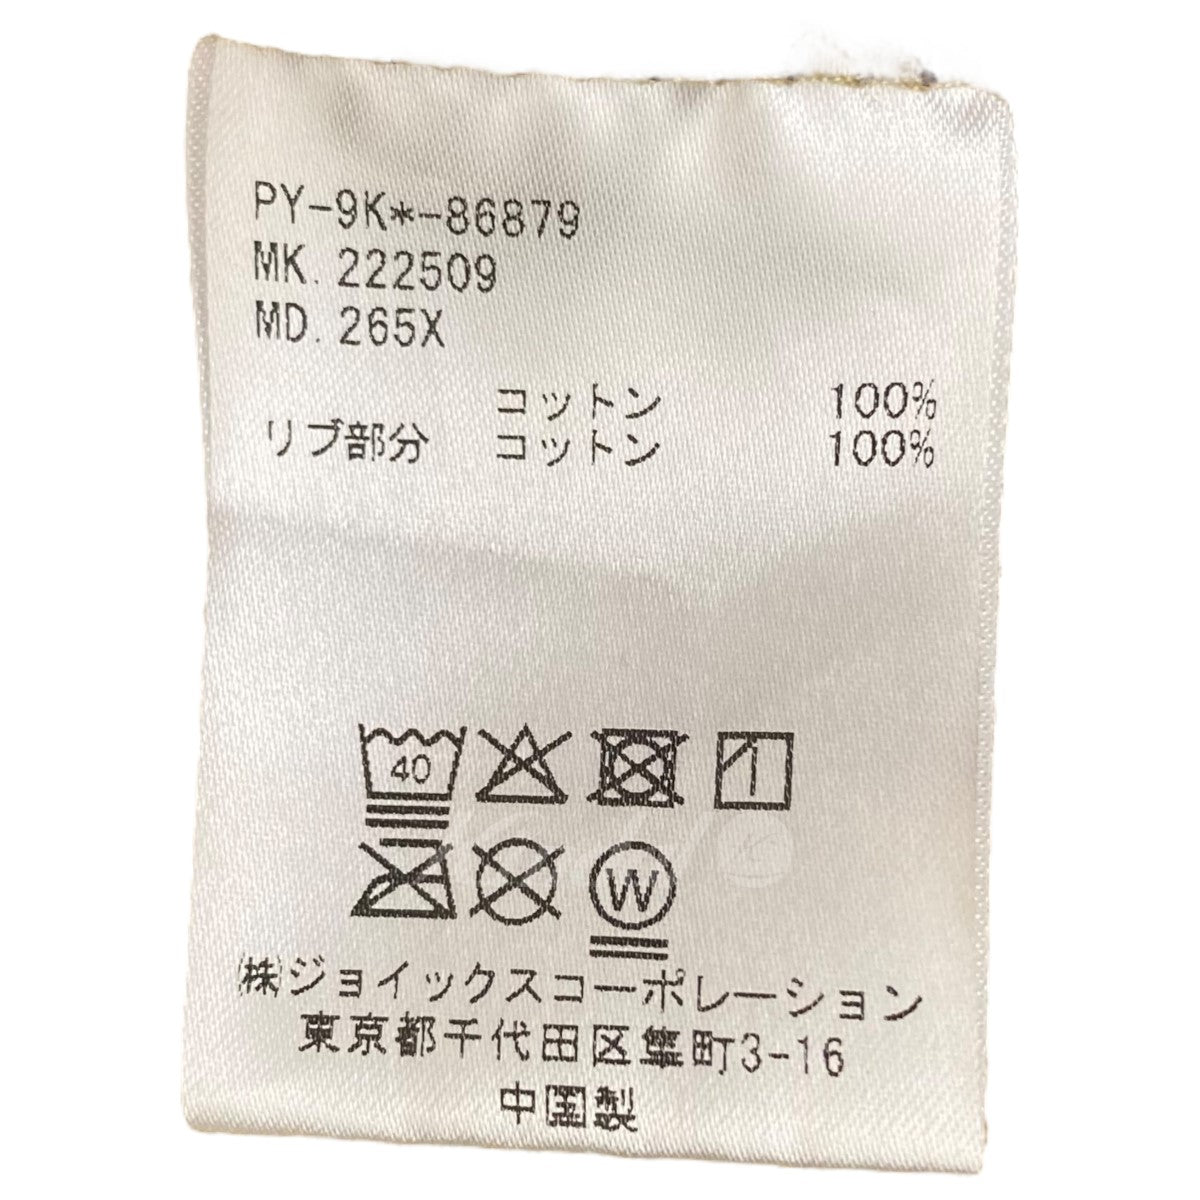 PY-9K*-86879
MK. 222509
MD. 265X
コットン 100%
リブ部分 コットン 100%
40
W
㈱ジョイックスコーポレーション
東京都千代田区隼町3-16
中国製